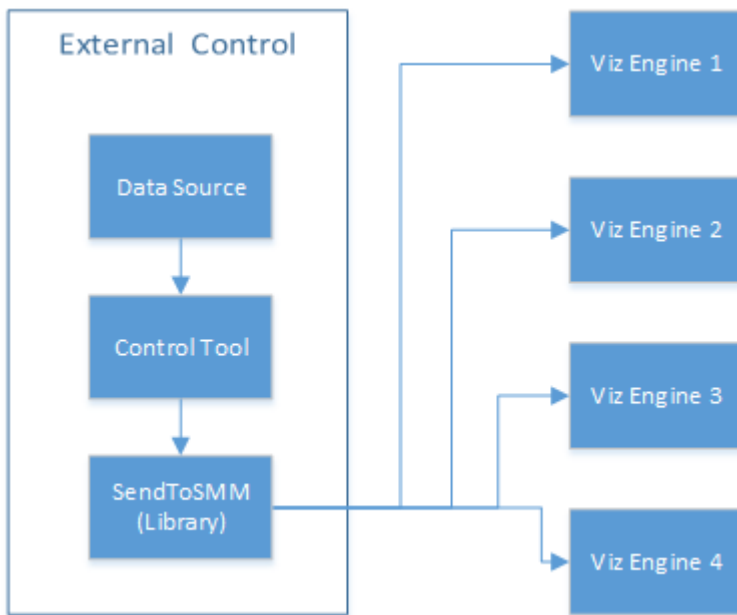 External Control
Data Source
Control Tool
SendToSMM
(Library)
Viz Engine 1
Viz Engine 2
Viz Engine 3
Viz Engine 4